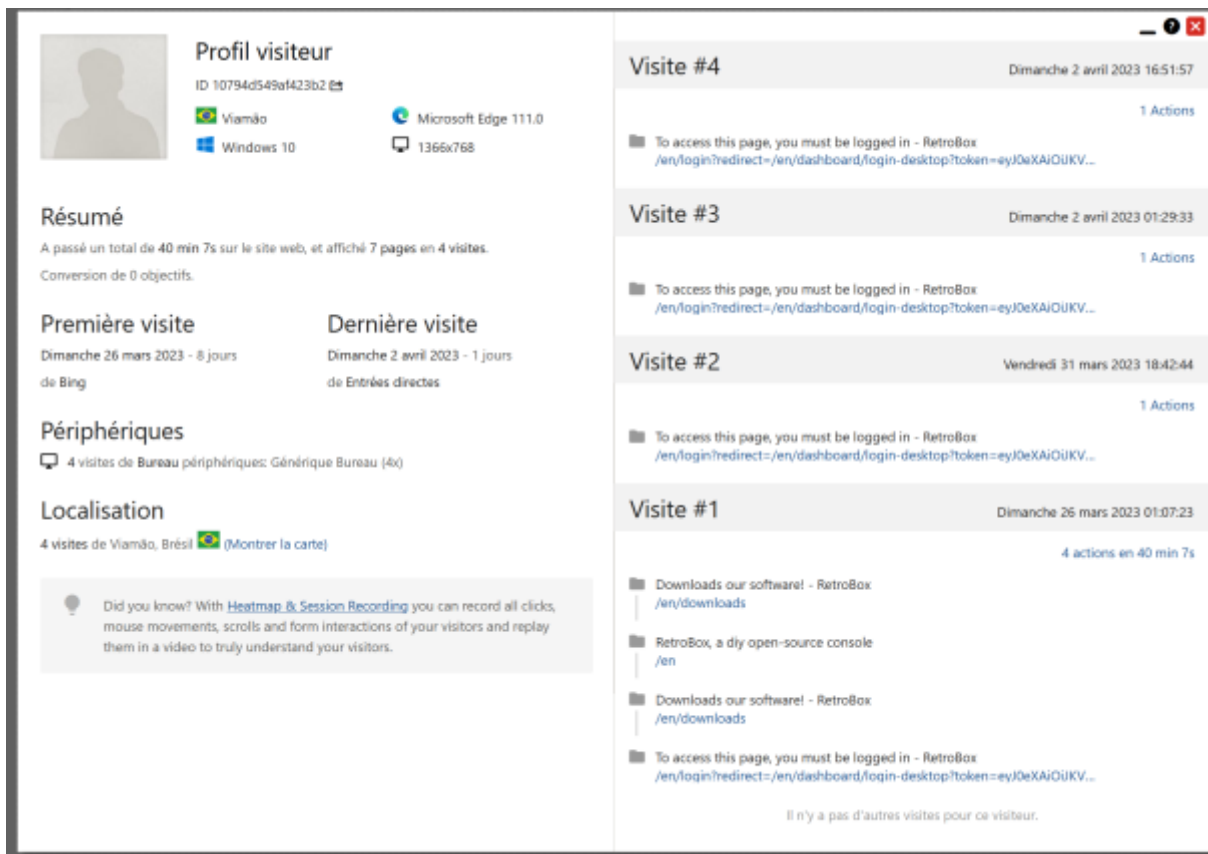 Profil visiteur
ID 10794d549af423b2
Viamão
Microsoft Edge 111.0
Windows 10
1366x768
Résumé
A passé un total de 40 min 7s sur le site web, et affiché 7 pages en 4 visites.
Conversion de 0 objectifs.
Première visite
Dimanche 26 mars 2023 - 8 jours
de Bing
Dernière visite
Dimanche 2 avril 2023 - 1 jours
de Entrées directes
Périphériques
4 visites de Bureau périphériques: Générique Bureau (4x)
Localisation
4 visites de Viamão, Brésil (Montrer la carte)
Did you know? With Heatmap & Session Recording you can record all clicks,
mouse movements, scrolls and form interactions of your visitors and replay
them in a video to truly understand your visitors.
Visite #4
Dimanche 2 avril 2023 16:51:57
1 Actions
To access this page, you must be logged in - RetroBox
/en/login?redirect=/en/dashboard/login-desktop?token=eyJ0eXAiOiJKV...
Visite #3
Dimanche 2 avril 2023 01:29:33
1 Actions
To access this page, you must be logged in - RetroBox
/en/login?redirect=/en/dashboard/login-desktop?token=eyJ0eXAiOiJKV...
Visite #2
Vendredi 31 mars 2023 18:42:44
1 Actions
To access this page, you must be logged in - RetroBox
/en/login?redirect=/en/dashboard/login-desktop?token=eyJ0eXAiOiJKV...
Visite #1
Dimanche 26 mars 2023 01:07:23
4 actions en 40 min 7s
Downloads our software! - RetroBox
/en/downloads
RetroBox, a diy open-source console
/en
Downloads our software! - RetroBox
/en/downloads
To access this page, you must be logged in - RetroBox
/en/login?redirect=/en/dashboard/login-desktop?token=eyJ0eXAiOiJKV...
Il n'y a pas d'autres visites pour ce visiteur.